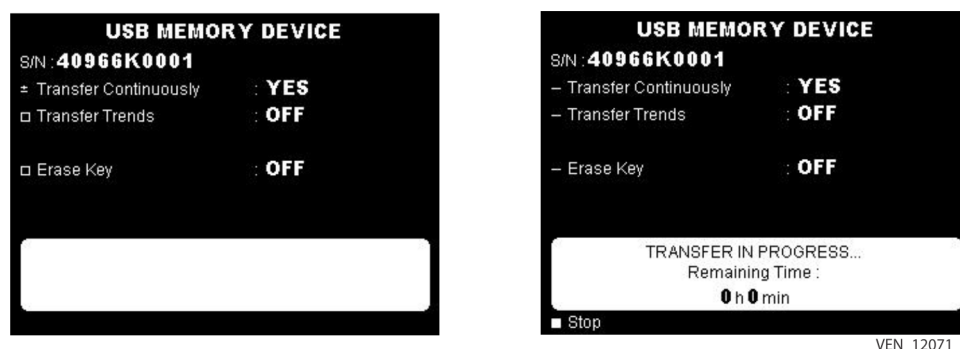 USB MEMORY DEVICE
S/N : 40966K0001
± Transfer Continuously : YES
Transfer Trends : OFF
Erase Key : OFF
USB MEMORY DEVICE
S/N : 40966K0001
– Transfer Continuously : YES
– Transfer Trends : OFF
– Erase Key : OFF
TRANSFER IN PROGRESS...
Remaining Time :
0 h 0 min
Stop
VEN_12071